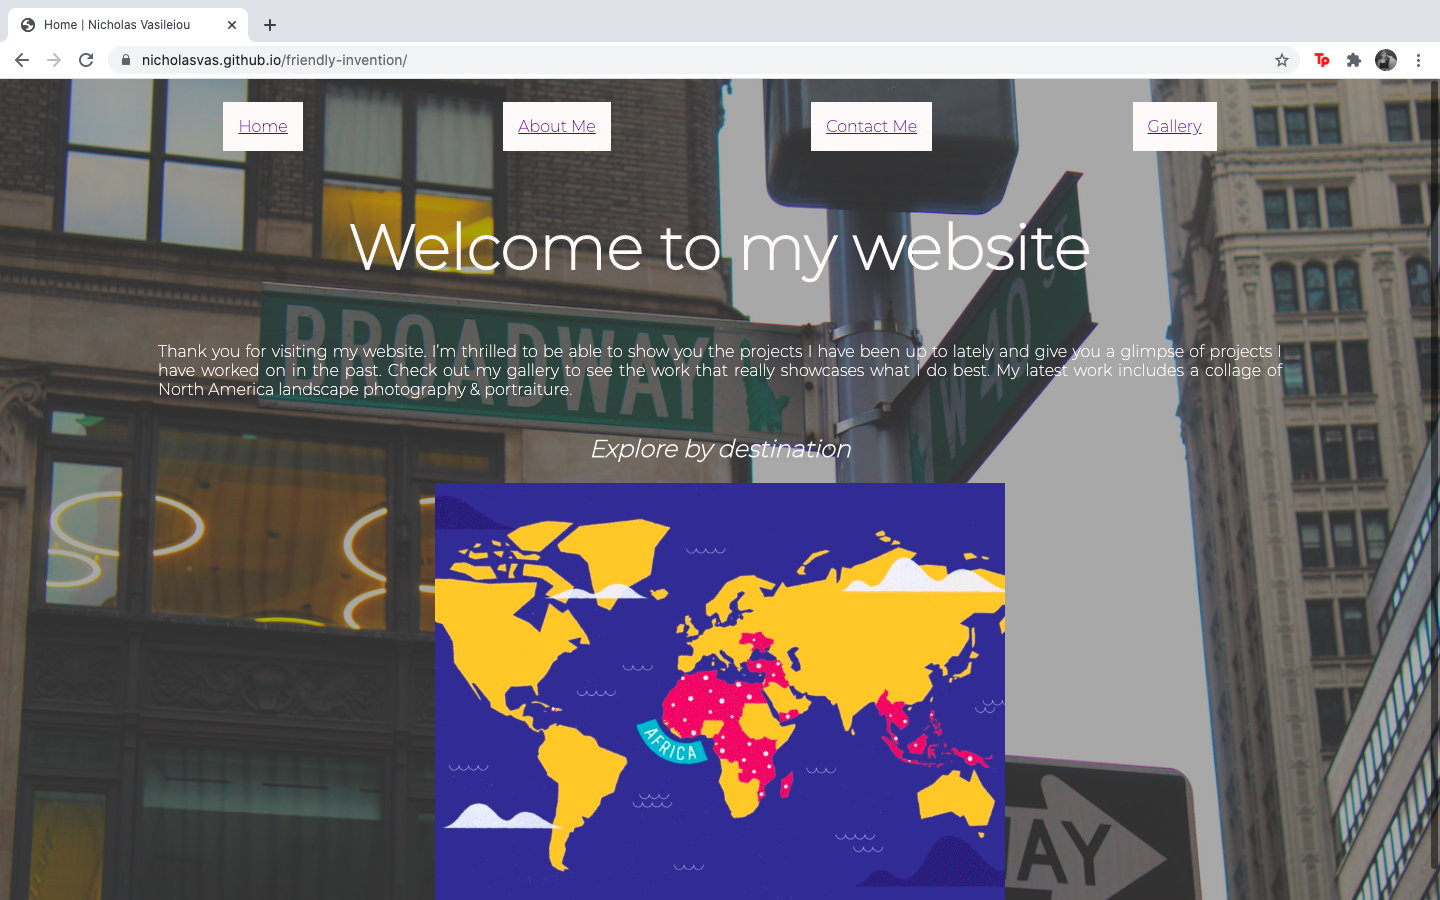 Home | Nicholas Vasileiou
nicholasvas.github.io/friendly-invention/
Tp
Home
About Me
Contact Me
Gallery
Welcome to my website
BROADWAY
W 40 ST
Thank you for visiting my website. I'm thrilled to be able to show you the projects I have been up to lately and give you a glimpse of projects I
have worked on in the past. Check out my gallery to see the work that really showcases what I do best. My latest work includes a collage of
North America landscape photography & portraiture.
Explore by destination
AFRICA
WAY